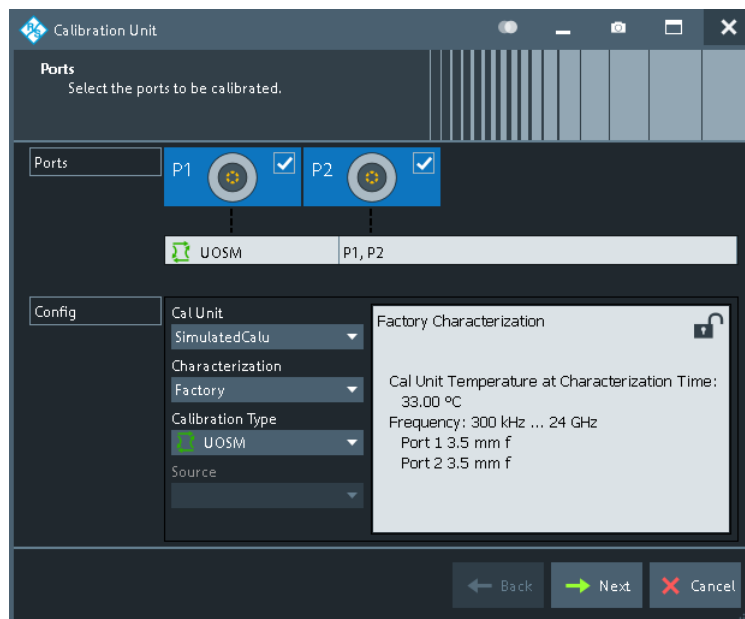 R S Calibration Unit
Ports
Select the ports to be calibrated.
Ports
P1
P2
UOSM
P1, P2
Config
Cal Unit
SimulatedCalu
Characterization
Factory
Calibration Type
UOSM
Source
Factory Characterization
Cal Unit Temperature at Characterization Time:
33.00 ºC
Frequency: 300 kHz ... 24 GHz
Port 1 3.5 mm f
Port 2 3.5 mm f
Back
Next
Cancel